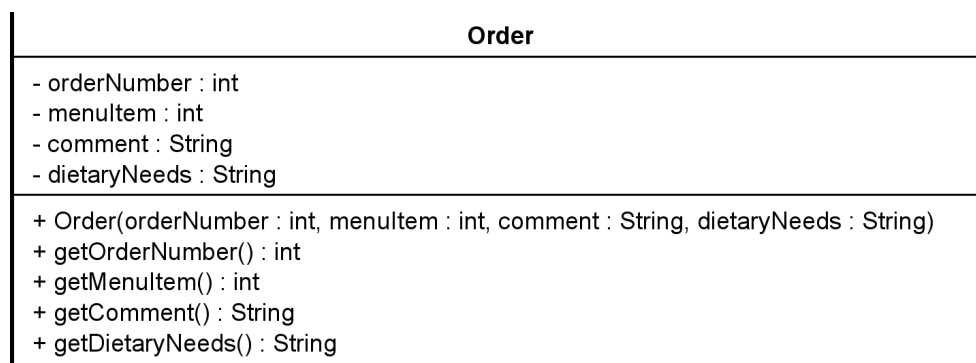 Order
- orderNumber : int
- menuItem : int
- comment : String
- dietaryNeeds : String
+ Order(orderNumber : int, menuItem : int, comment : String, dietaryNeeds : String)
+ getOrderNumber() : int
+ getMenuItem() : int
+ getComment() : String
+ getDietaryNeeds() : String